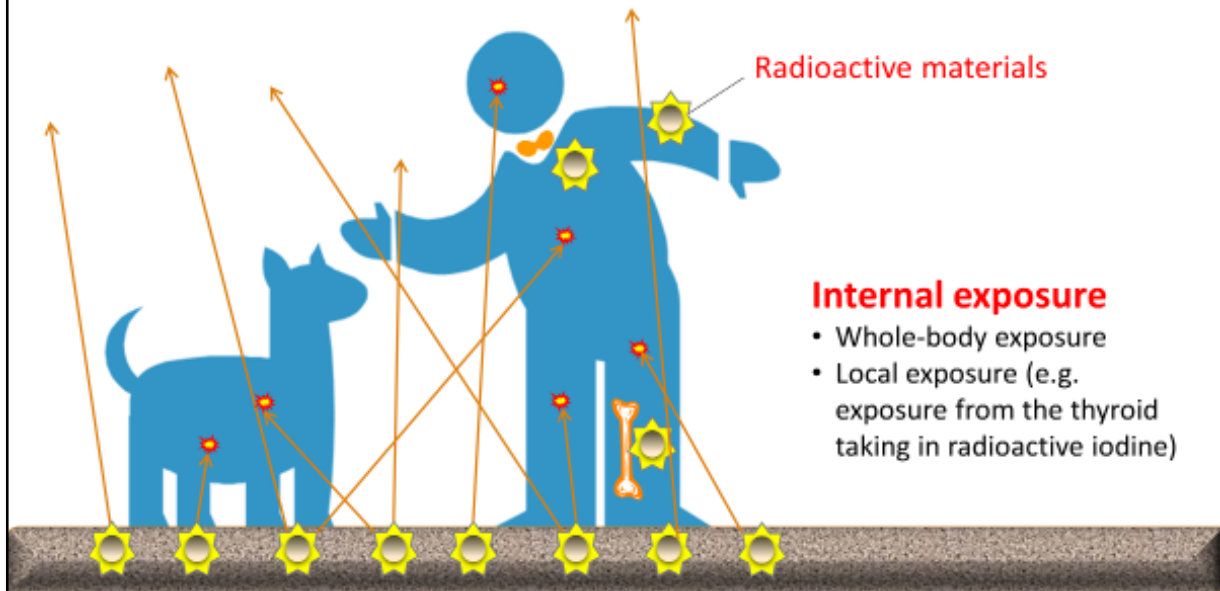 Radioactive materials
Internal exposure
• Whole-body exposure
• Local exposure (e.g.
exposure from the thyroid
taking in radioactive iodine)